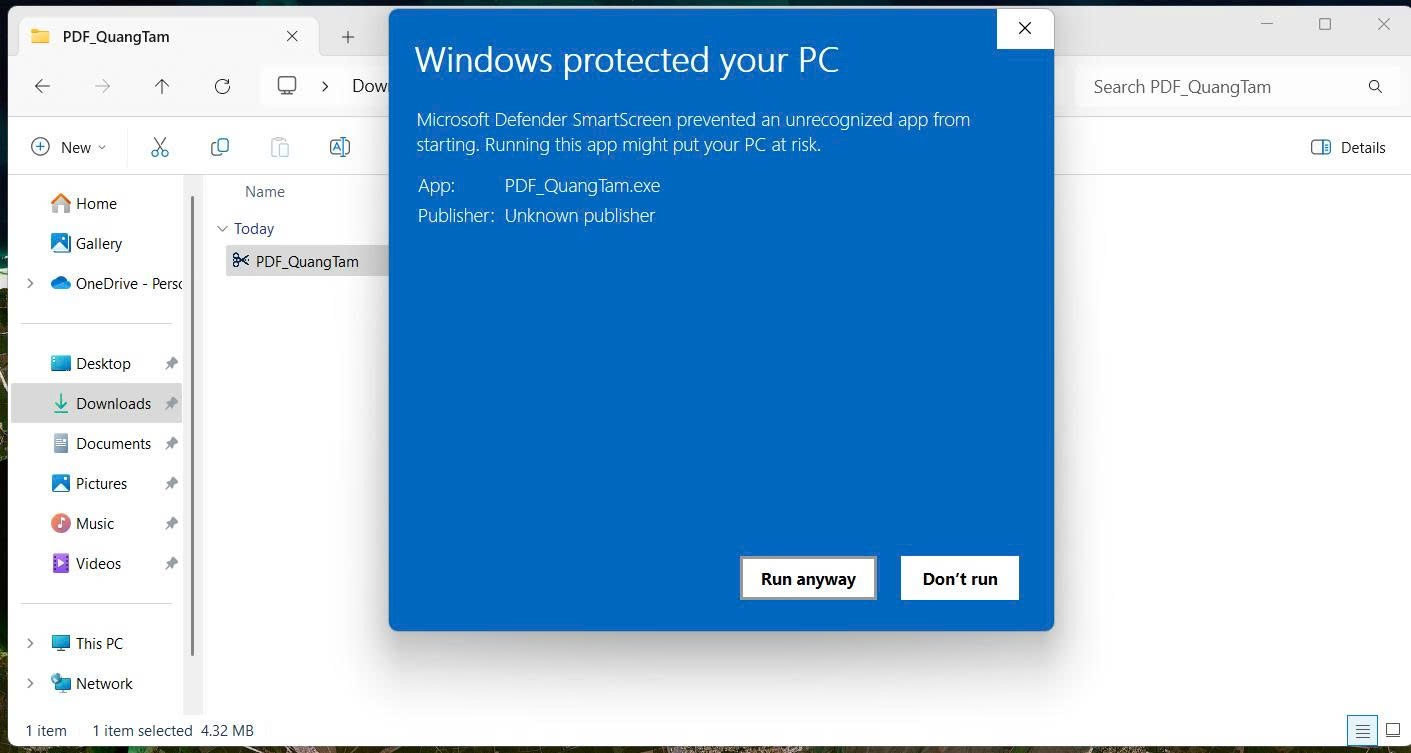 PDF_QuangTam
Windows protected your PC
Search PDF_QuangTam
Microsoft Defender SmartScreen prevented an unrecognized app from
starting. Running this app might put your PC at risk.
New
Details
App: PDF_QuangTam.exe
Publisher: Unknown publisher
Name
Today
PDF_QuangTam
Home
Gallery
OneDrive -
Desktop
Downloads
Documents
Pictures
Music
Videos
This PC
Network
Run anyway
Don't run
1 item 1 item selected 4.32 MB